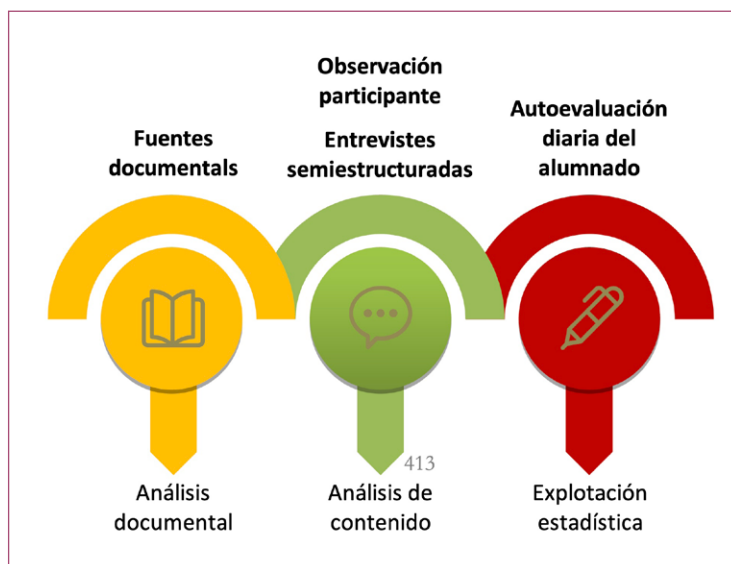 Fuentes
documentals
Observación
participante
Entrevistes
semiestructuradas
Autoevaluación
diaria del
alumnado
413
Análisis
documental
Análisis de
contenido
Explotación
estadística